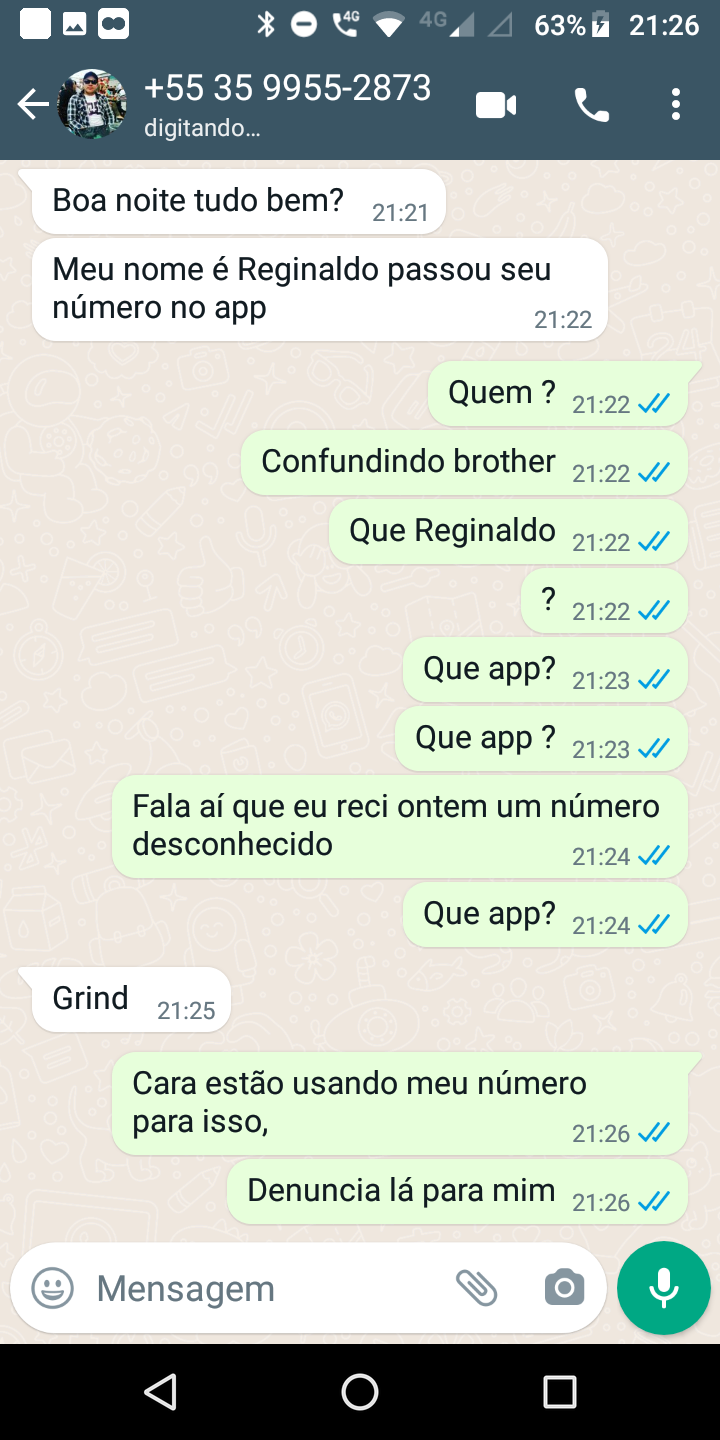 4G 4G 63% 21:26
+55 35 9955-2873
digitando...
Boa noite tudo bem? 21:21
Meu nome é Reginaldo passou seu
número no app 21:22
Quem ? 21:22
Confundindo brother 21:22
Que Reginaldo 21:22
? 21:22
Que app? 21:23
Que app ? 21:23
Fala aí que eu reci ontem um número
desconhecido 21:24
Que app? 21:24
Grind 21:25
Cara estão usando meu número
para isso, 21:26
Denuncia lá para mim 21:26
Mensagem